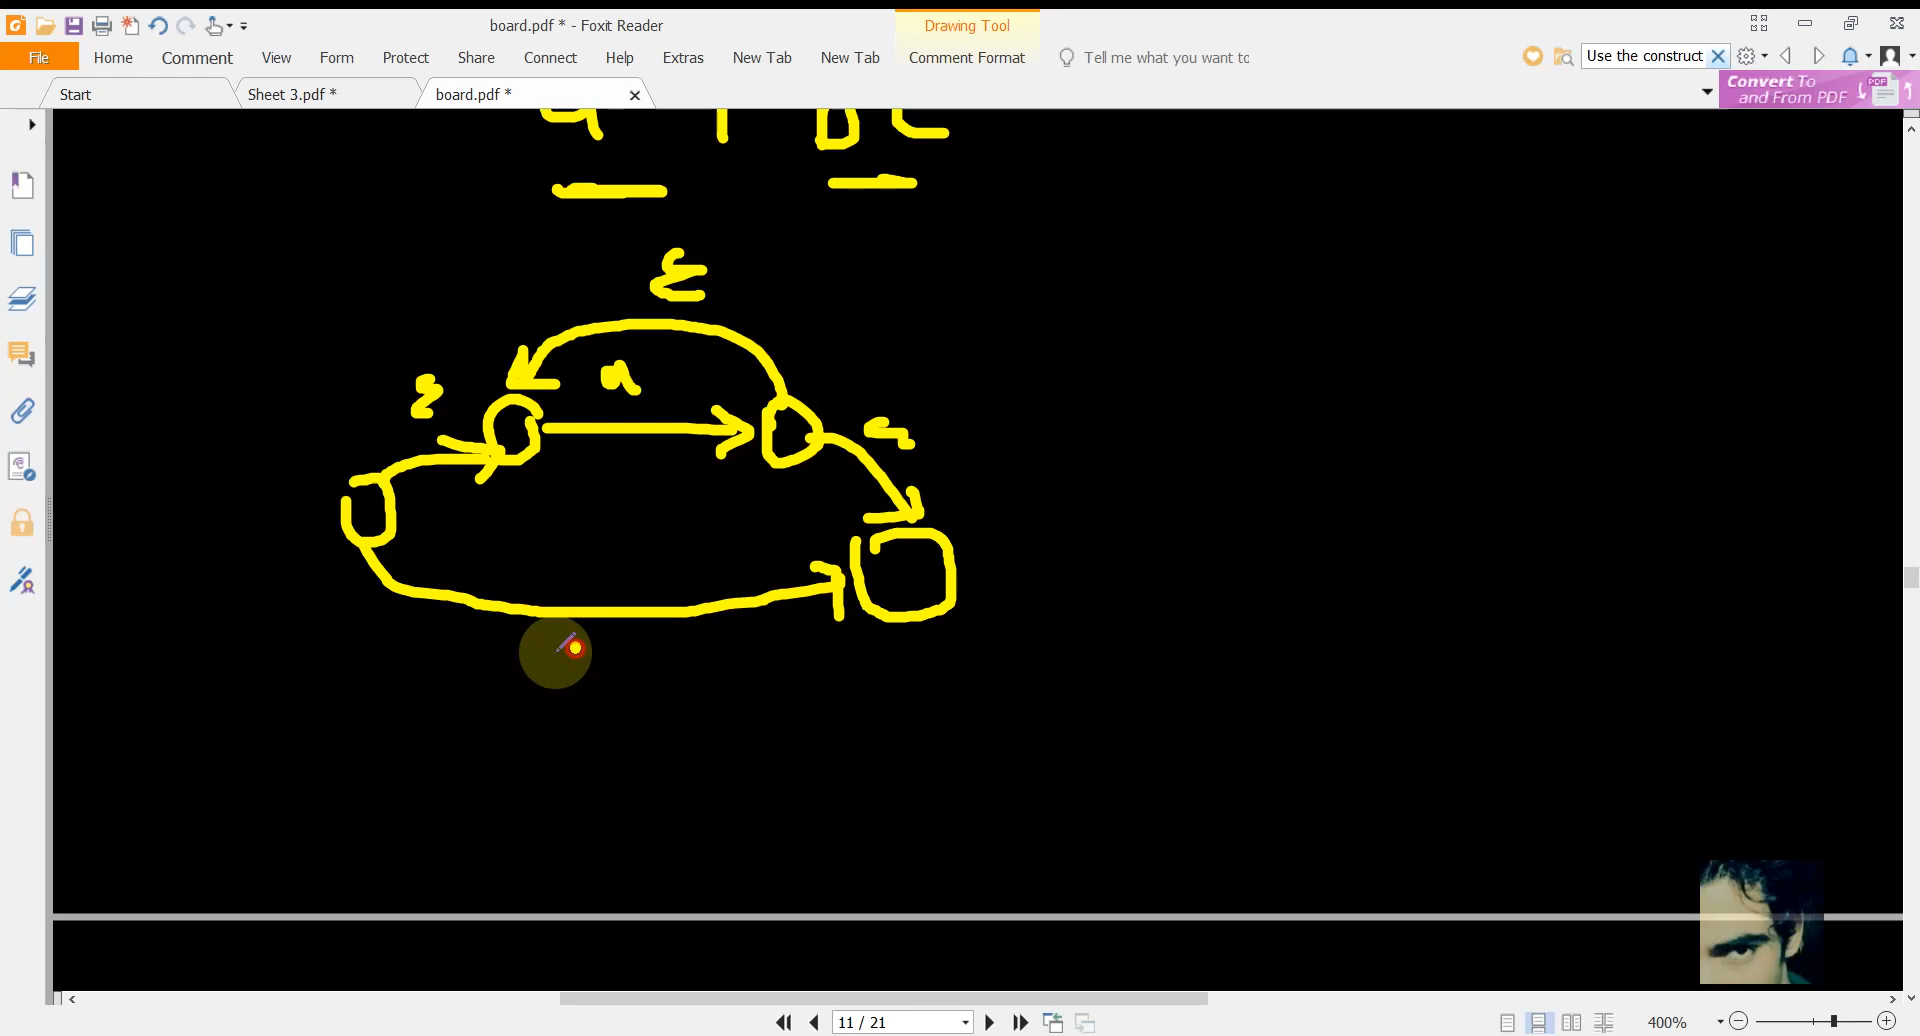 board.pdf * - Foxit Reader
Drawing Tool
File
Home
Comment
View
Form
Protect
Share
Connect
Help
Extras
New Tab
New Tab
Comment Format
Tell me what you want to
Use the construct
Start
Sheet 3.pdf *
board.pdf *
Convert To
and From PDF
PDF
ε
a
ε
11 / 21
400%